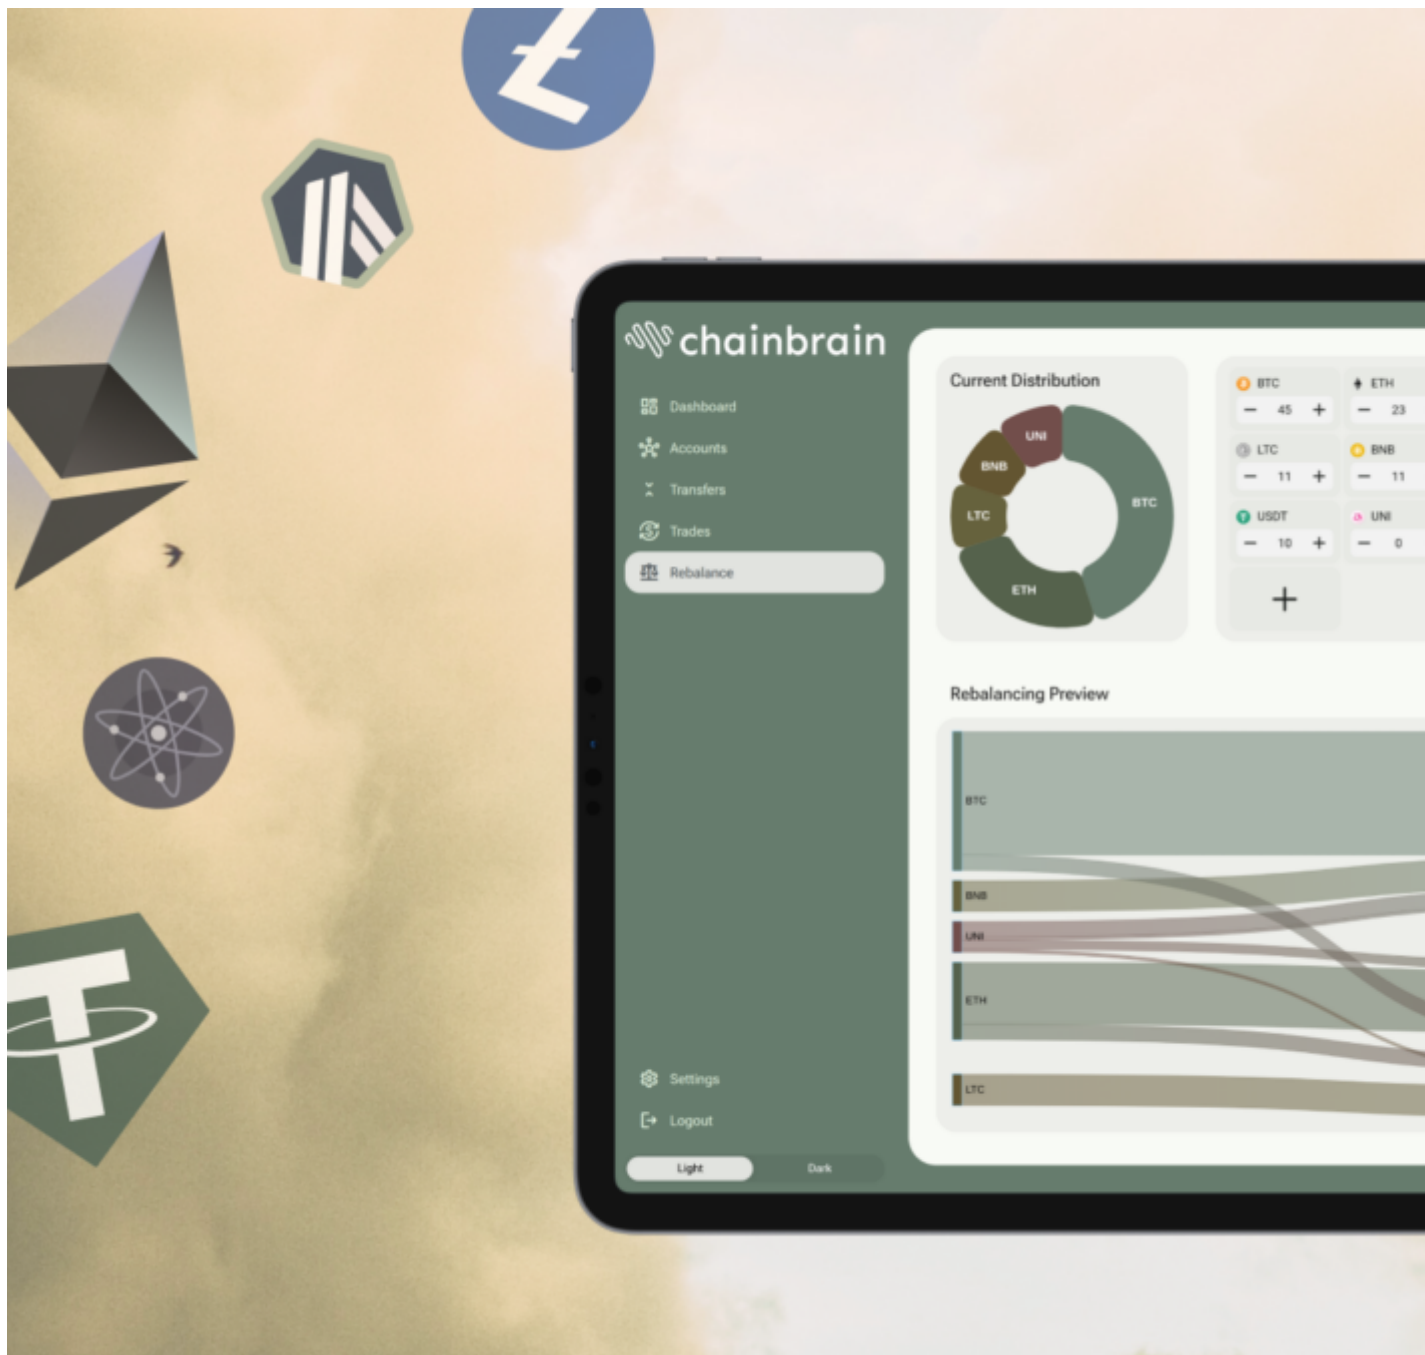 chainbrain
Dashboard
Accounts
Transfers
Trades
Rebalance
Settings
Logout
Light Dark
Current Distribution
UNI
BNB
BTC
LTC
ETH
BTC ETH
− 45 + − 23
LTC BNB
− 11 + − 11
USDT UNI
− 10 + − 0
+
Rebalancing Preview
BTC
BNB
UNI
ETH
LTC